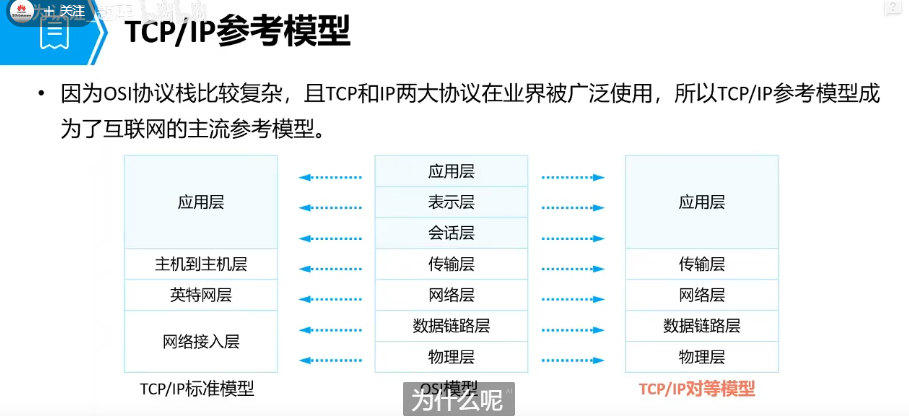 + 关注
TCP/IP参考模型
• 因为OSI协议栈比较复杂，且TCP和IP两大协议在业界被广泛使用，所以TCP/IP参考模型成
为了互联网的主流参考模型。
应用层
主机到主机层
英特网层
网络接入层
TCP/IP标准模型
应用层
表示层
会话层
传输层
网络层
数据链路层
物理层
OSI模型
应用层
传输层
网络层
数据链路层
物理层
TCP/IP对等模型
为什么呢